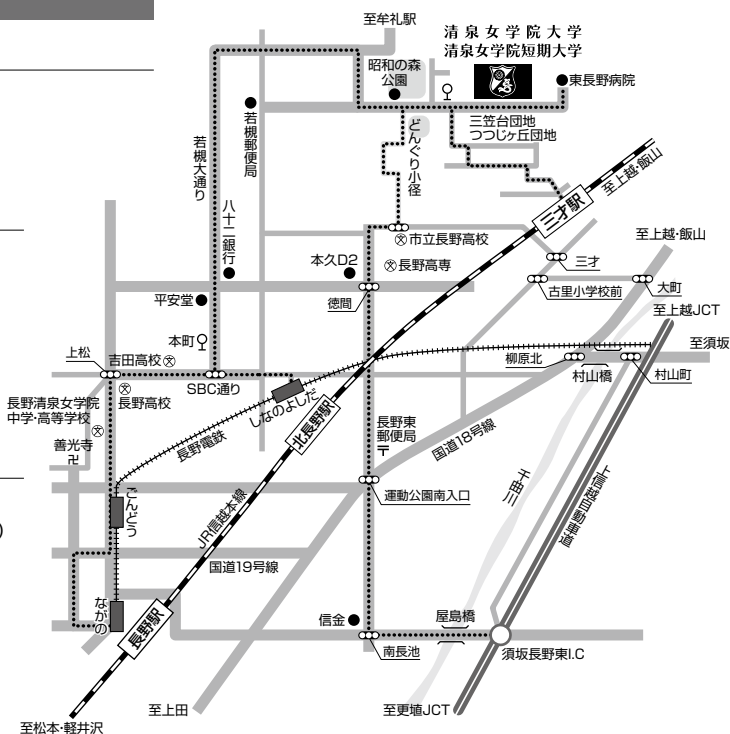 至牟礼駅
清泉女学院大学
清泉女学院短期大学
昭和の森
公園
東長野病院
若槻郵便局
三笠台団地
つつじヶ丘団地
どんぐり小径
若槻大通り
至上越・飯山
三才駅
八十二銀行
市立長野高校
至上越・飯山
本久D2
長野高専
三才
平安堂
徳間
古里小学校前
大町
至上越JCT
本町
至須坂
上松
吉田高校
柳原北
村山橋
村山町
SBC通り
長野高校
しなのよしだ
長野清泉女学院
中学・高等学校
北長野駅
長野東
郵便局
〒
善光寺
卍
長野電鉄
国道18号線
千曲川
上信越自動車道
ごんどう
運動公園南入口
JR信越本線
国道19号線
)
ながの
長野駅
信金
屋島橋
南長池
須坂長野東I.C
至上田
至更埴JCT
至松本・軽井沢